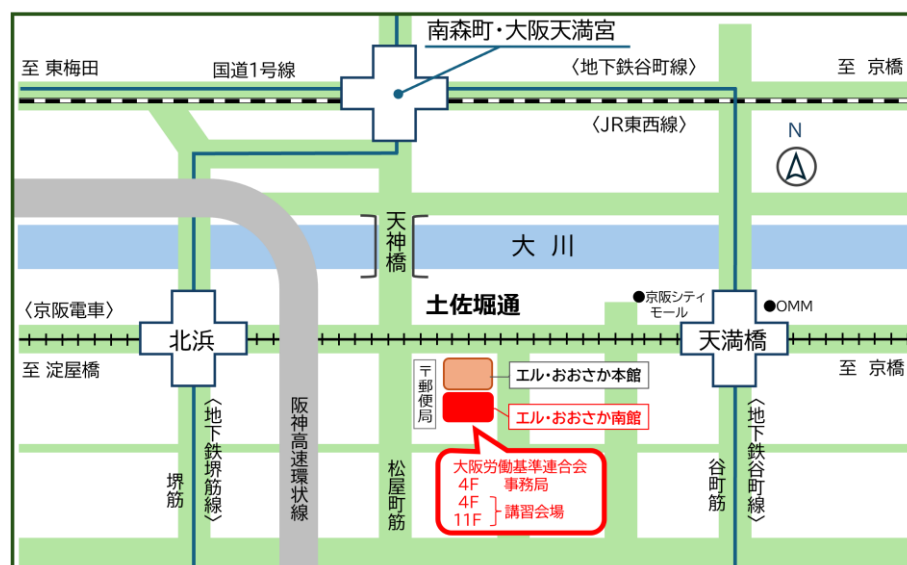 南森町・大阪天満宮
至 東梅田
国道1号線
〈地下鉄谷町線〉
至 京橋
〈JR東西線〉
N
天神橋
大川
〈京阪電車〉
土佐堀通
●京阪シティ
モール
●OMM
北浜
天満橋
至 淀屋橋
〒郵便局
エル・おおさか本館
至 京橋
エル・おおさか南館
堺筋
〈地下鉄堺筋線〉
阪神高速環状線
松屋町筋
大阪労働基準連合会
4F 事務局
4F
11F
講習会場
谷町筋
〈地下鉄谷町線〉